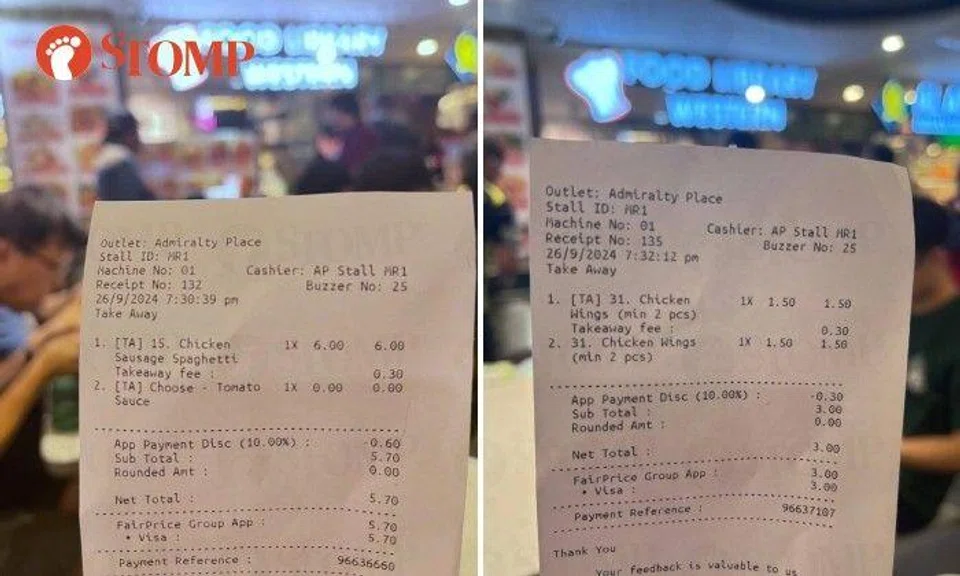 STOMP
FOOD
WESTERN
Outlet: Admiralty Place
Stall ID: MR1
Machine No: 01 Cashier: AP Stall MR1
Receipt No: 132 Buzzer No: 25
26/9/2024 7:30:39 pm
Take Away
1. [TA] 15. Chicken 1X 6.00 6.00
Sausage Spaghetti
Takeaway fee : 0.30
2. [TA] Choose - Tomato 1X 0.00 0.00
Sauce
App Payment Disc (10.00%) : -0.60
Sub Total : 5.70
Rounded Amt : 0.00
Net Total : 5.70
FairPrice Group App : 5.70
• Visa : 5.70
Payment Reference : 96636660
FOOD
WESTERN
Outlet: Admiralty Place
Stall ID: MR1
Machine No: 01 Cashier: AP Stall MR1
Receipt No: 135 Buzzer No: 25
26/9/2024 7:32:12 pm
Take Away
1. [TA] 31. Chicken 1X 1.50 1.50
Wings (min 2 pcs)
Takeaway fee : 0.30
2. 31. Chicken Wings 1X 1.50 1.50
(min 2 pcs)
App Payment Disc (10.00%) : -0.30
Sub Total : 3.00
Rounded Amt : 0.00
Net Total : 3.00
FairPrice Group App : 3.00
• Visa : 3.00
Payment Reference : 96637107
Thank You
Your feedback is valuable to us